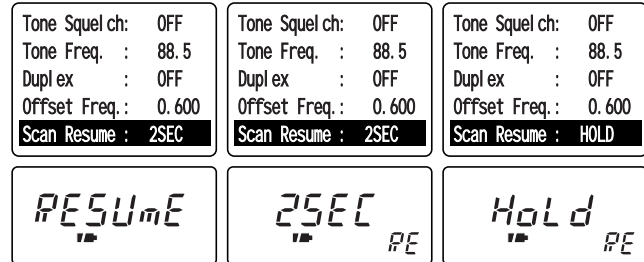 Tone Squelch: OFF
Tone Freq. : 88.5
Duplex : OFF
Offset Freq.: 0.600
Scan Resume : 2SEC
Tone Squelch: OFF
Tone Freq. : 88.5
Duplex : OFF
Offset Freq.: 0.600
Scan Resume : 2SEC
Tone Squelch: OFF
Tone Freq. : 88.5
Duplex : OFF
Offset Freq.: 0.600
Scan Resume : HOLD
RESUmE
2SEC
RE
HoLd
RE